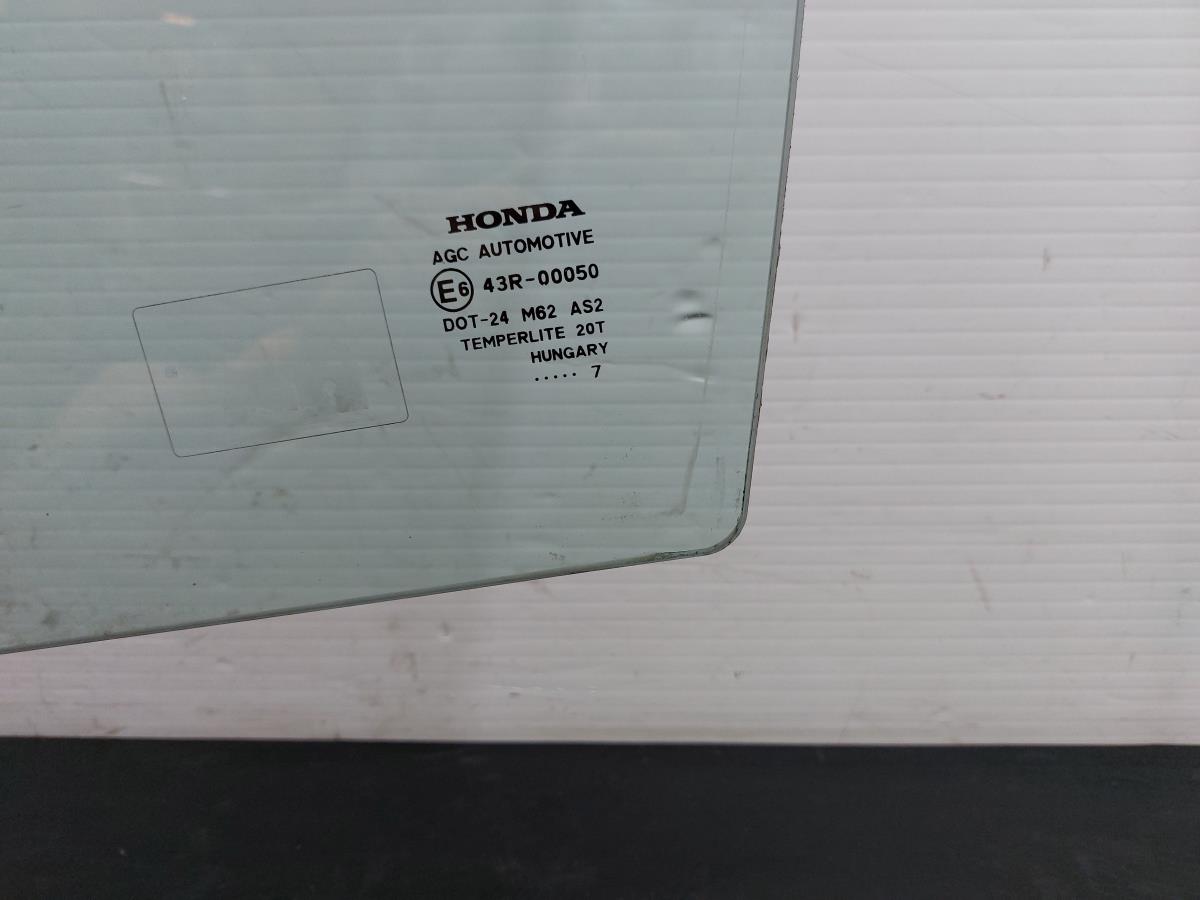 HONDA
AGC AUTOMOTIVE
E6 43R-00050
DOT-24 M62 AS2
TEMPERLITE 20T
HUNGARY
..... 7